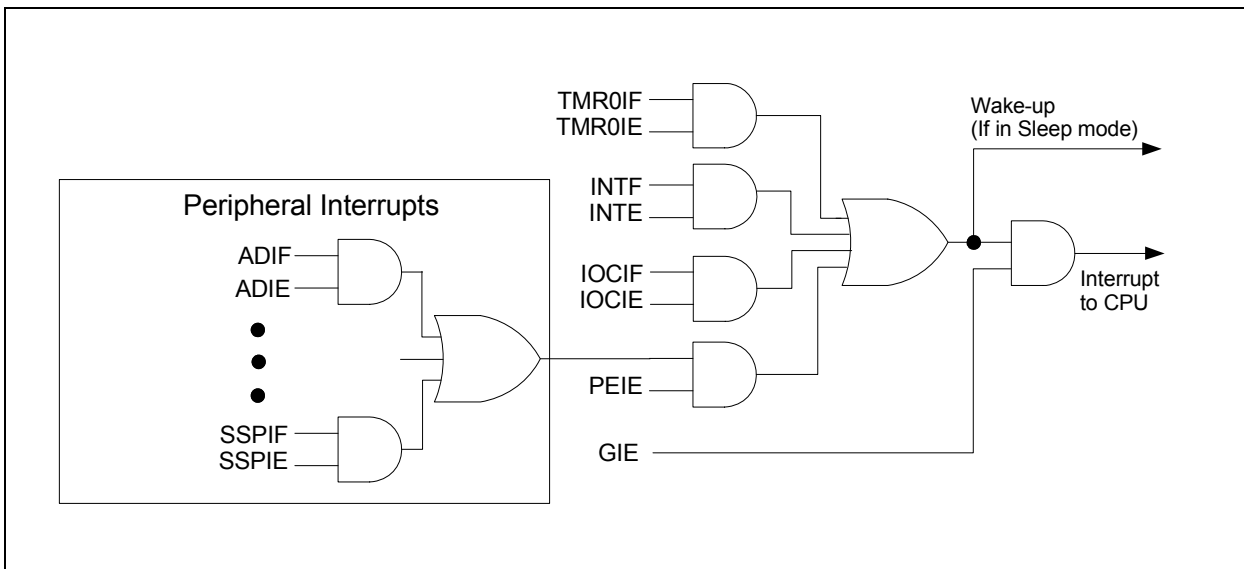 TMR0IF
TMR0IE
Wake-up
(If in Sleep mode)
INTF
INTE
Peripheral Interrupts
ADIF
ADIE
IOCIF
IOCIE
Interrupt
to CPU
PEIE
SSPIF
SSPIE
GIE